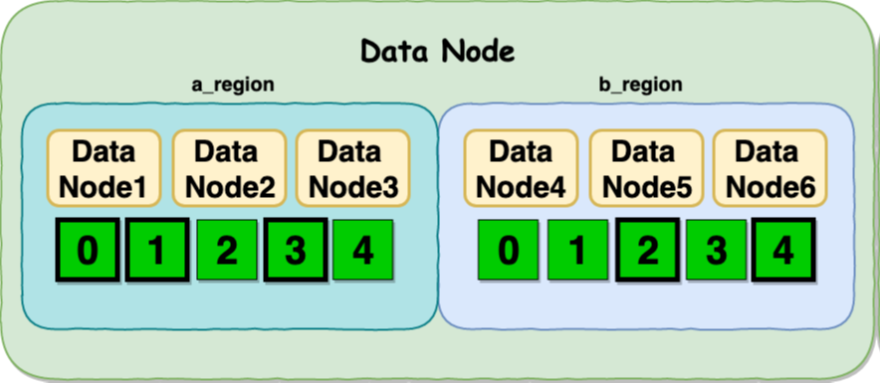 Data Node
a_region
b_region
Data
Node1
Data
Node2
Data
Node3
Data
Node4
Data
Node5
Data
Node6
0 1 2 3 4
0 1 2 3 4